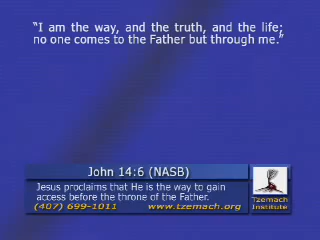 “I am the way, and the truth, and the life;
no one comes to the Father but through me.”
John 14:6 (NASB)
Jesus proclaims that He is the way to gain
access before the throne of the Father.
(407) 699-1011 www.tzemach.org
Tzemach
Institute